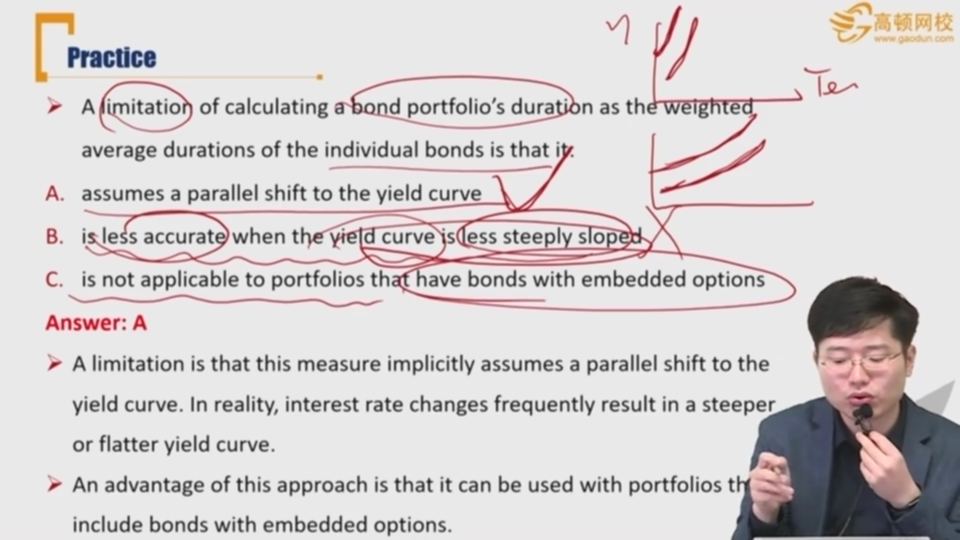 Practice
高顿网校
www.gaodun.com
A limitation of calculating a bond portfolio's duration as the weighted
average durations of the individual bonds is that it:
A. assumes a parallel shift to the yield curve
B. is less accurate when the yield curve is less steeply sloped
C. is not applicable to portfolios that have bonds with embedded options
Answer: A
A limitation is that this measure implicitly assumes a parallel shift to the
yield curve. In reality, interest rate changes frequently result in a steeper
or flatter yield curve.
An advantage of this approach is that it can be used with portfolios th
include bonds with embedded options.